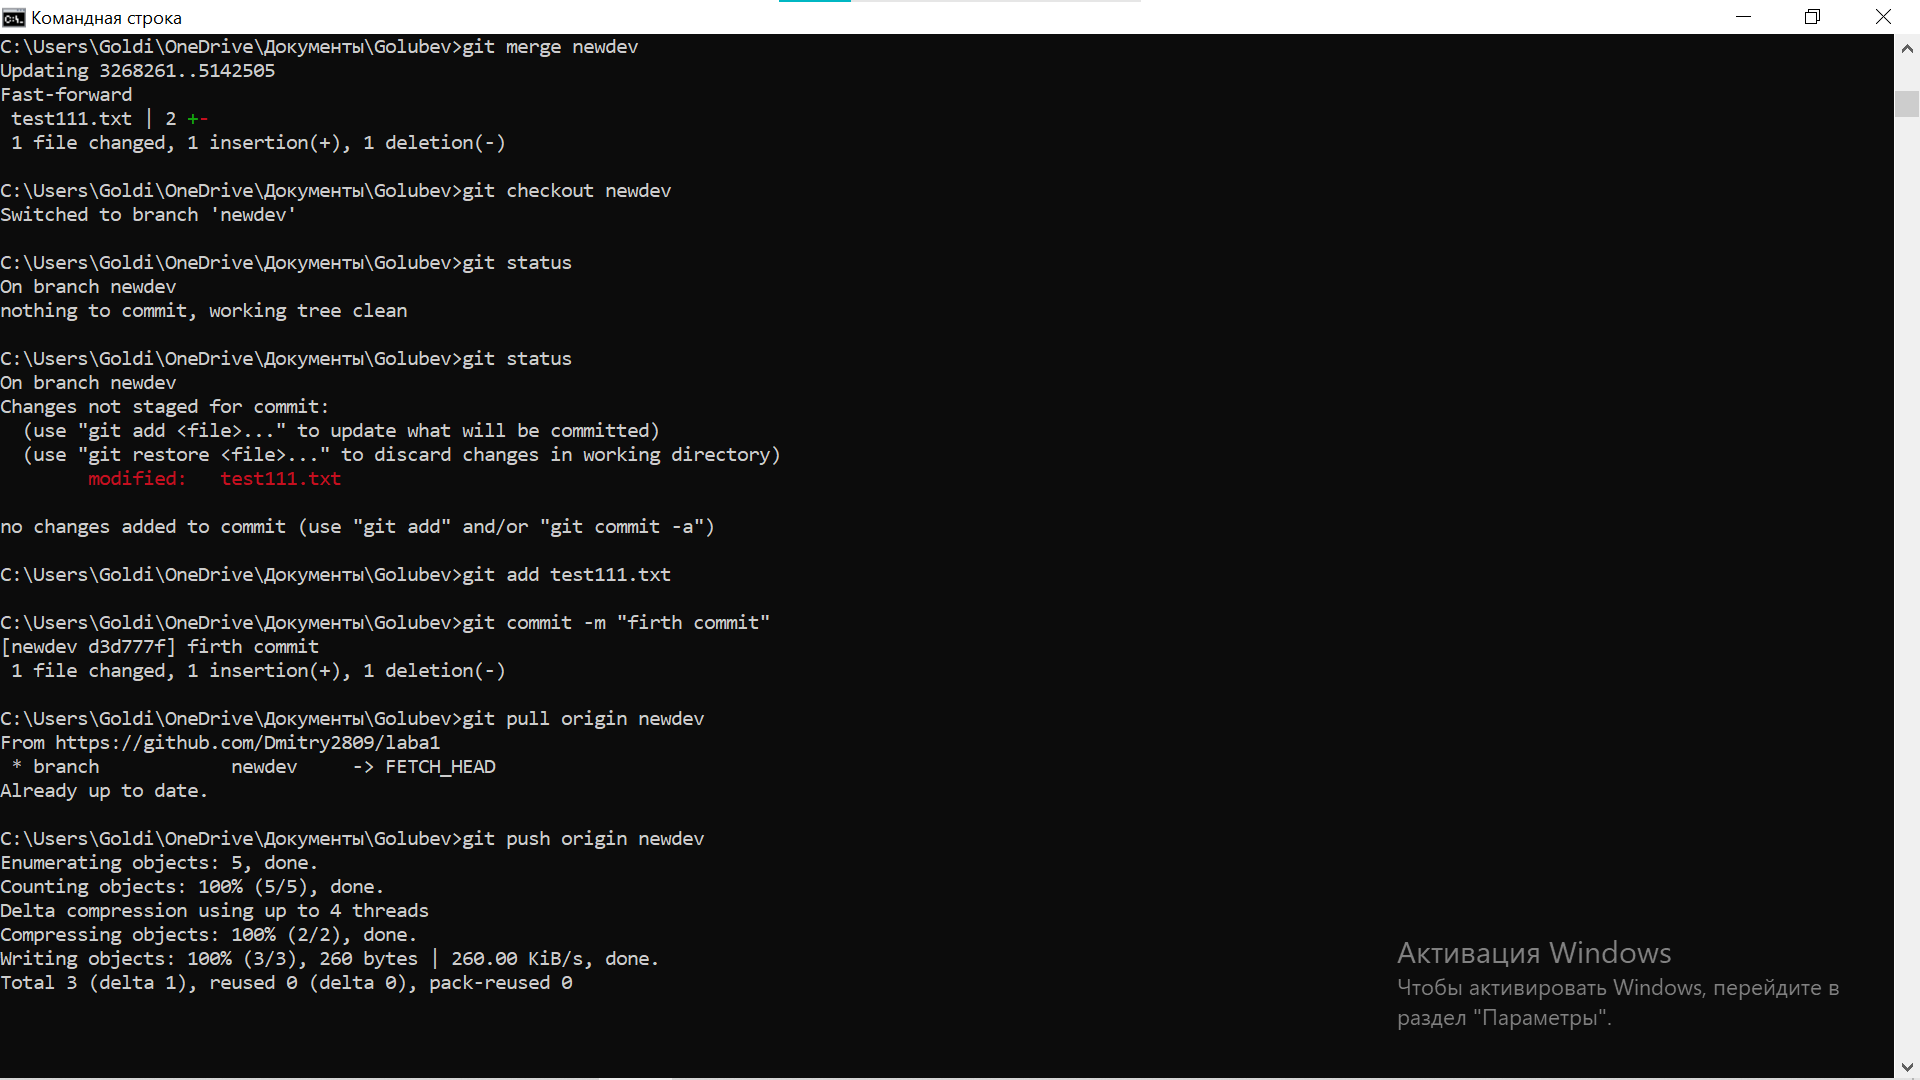 Командная строка
C:\Users\Goldi\OneDrive\Документы\Golubev>git merge newdev
Updating 3268261..5142505
Fast-forward
 test111.txt | 2 +-
 1 file changed, 1 insertion(+), 1 deletion(-)

C:\Users\Goldi\OneDrive\Документы\Golubev>git checkout newdev
Switched to branch 'newdev'

C:\Users\Goldi\OneDrive\Документы\Golubev>git status
On branch newdev
nothing to commit, working tree clean

C:\Users\Goldi\OneDrive\Документы\Golubev>git status
On branch newdev
Changes not staged for commit:
  (use "git add <file>..." to update what will be committed)
  (use "git restore <file>..." to discard changes in working directory)
        modified:   test111.txt

no changes added to commit (use "git add" and/or "git commit -a")

C:\Users\Goldi\OneDrive\Документы\Golubev>git add test111.txt

C:\Users\Goldi\OneDrive\Документы\Golubev>git commit -m "firth commit"
[newdev d3d777f] firth commit
 1 file changed, 1 insertion(+), 1 deletion(-)

C:\Users\Goldi\OneDrive\Документы\Golubev>git pull origin newdev
From https://github.com/Dmitry2809/laba1
 * branch            newdev     -> FETCH_HEAD
Already up to date.

C:\Users\Goldi\OneDrive\Документы\Golubev>git push origin newdev
Enumerating objects: 5, done.
Counting objects: 100% (5/5), done.
Delta compression using up to 4 threads
Compressing objects: 100% (2/2), done.
Writing objects: 100% (3/3), 260 bytes | 260.00 KiB/s, done.
Total 3 (delta 1), reused 0 (delta 0), pack-reused 0
Активация Windows
Чтобы активировать Windows, перейдите в
раздел "Параметры".